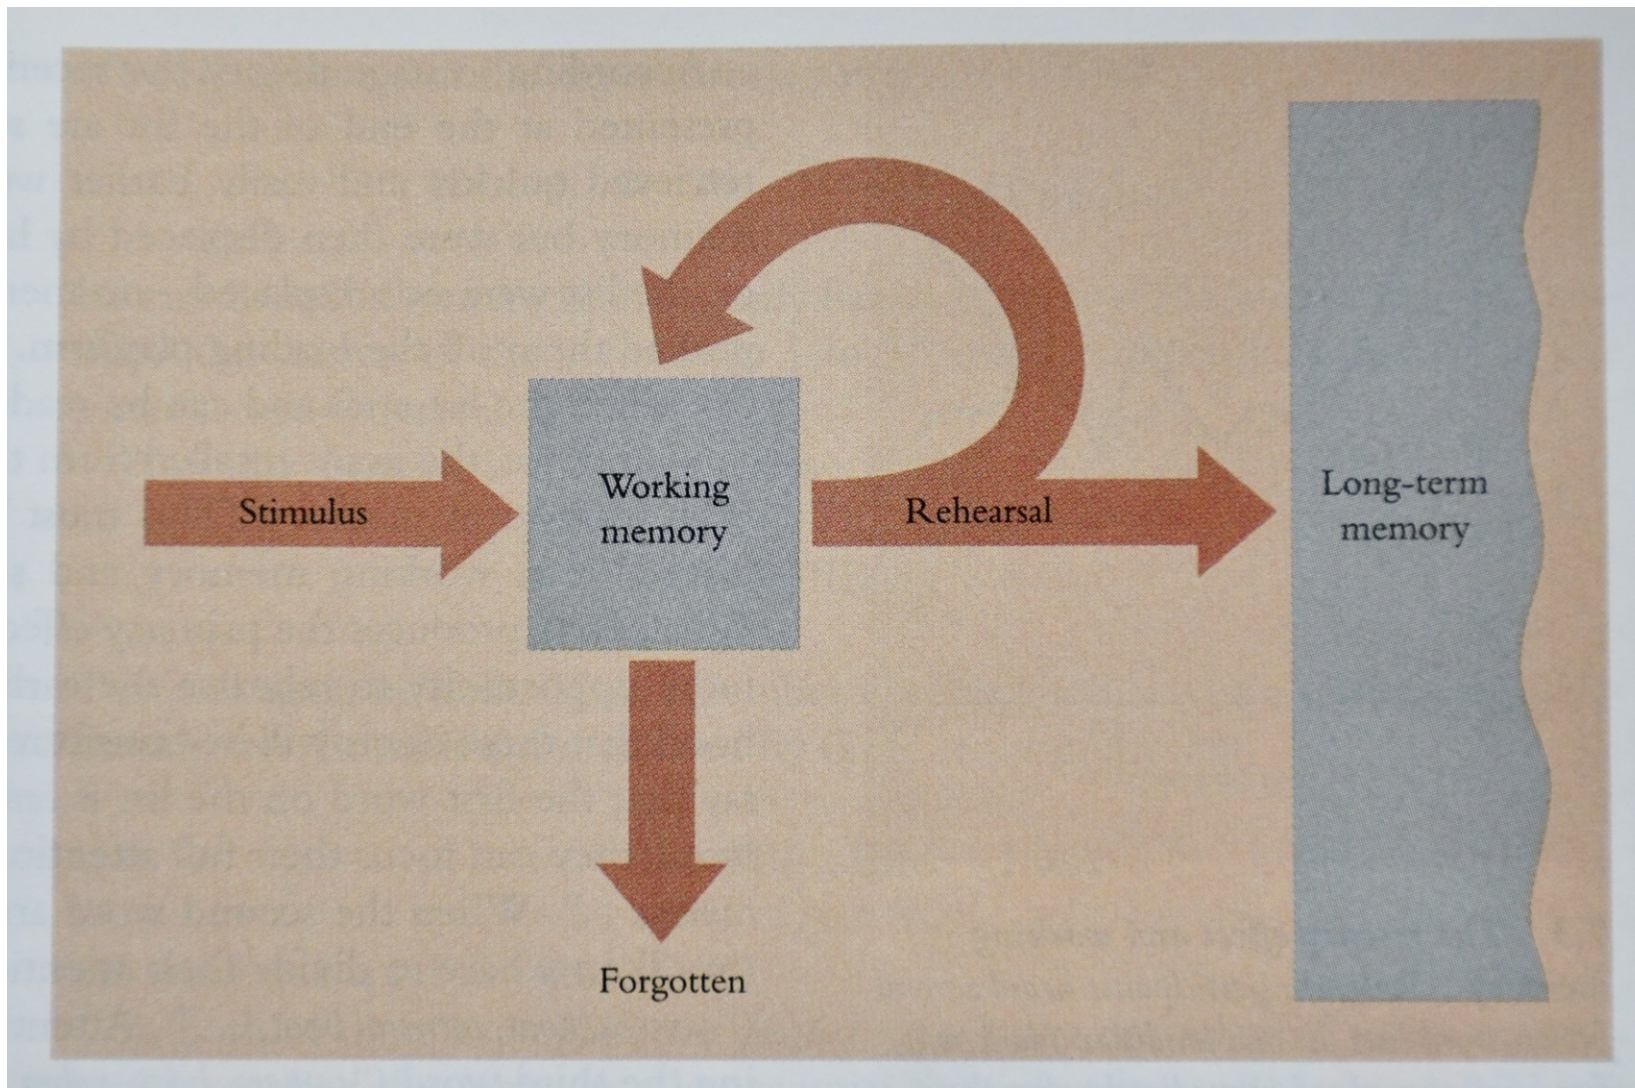 Stimulus
Working
memory
Rehearsal
Long-term
memory
Forgotten